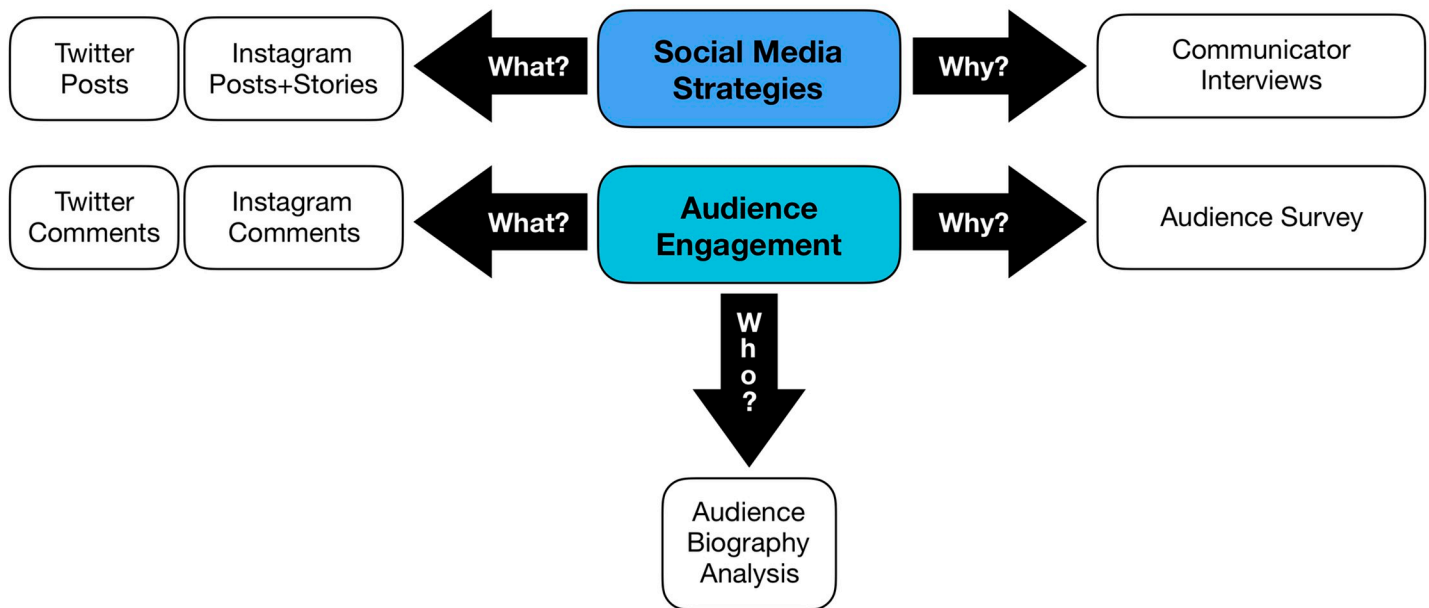 Twitter
Posts
Instagram
Posts+Stories
What?
Social Media
Strategies
Why?
Communicator
Interviews
Twitter
Comments
Instagram
Comments
What?
Audience
Engagement
Why?
Audience Survey
Who?
Audience
Biography
Analysis